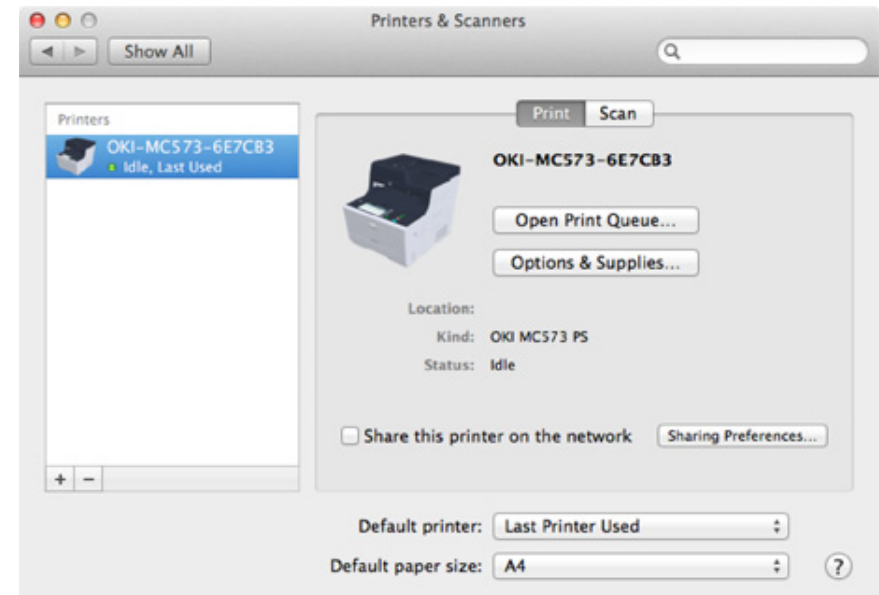 Printers & Scanners
Show All
Printers
OKI-MC573-6E7CB3
Idle, Last Used
Print Scan
OKI-MC573-6E7CB3
Open Print Queue...
Options & Supplies...
Location:
Kind: OKI MC573 PS
Status: Idle
Share this printer on the network Sharing Preferences...
+ −
Default printer: Last Printer Used
Default paper size: A4 ?